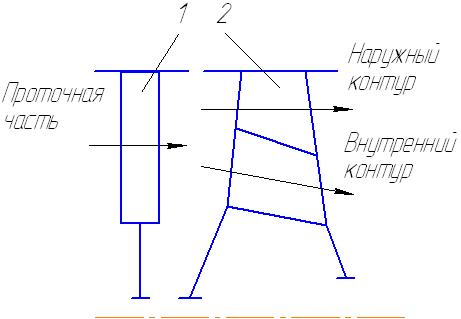 1 2
Наружный
контур
Проточная
часть
Внутренний
контур